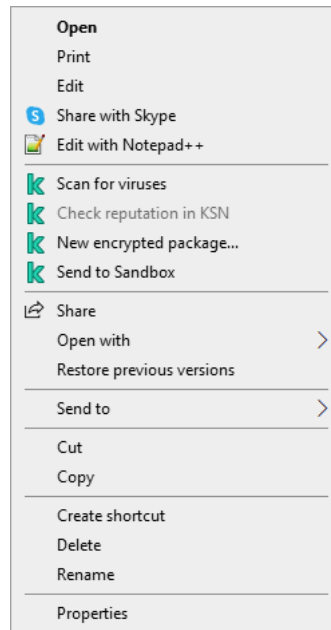 Open
Print
Edit
Share with Skype
Edit with Notepad++
Scan for viruses
Check reputation in KSN
New encrypted package...
Send to Sandbox
Share
Open with
Restore previous versions
Send to
Cut
Copy
Create shortcut
Delete
Rename
Properties